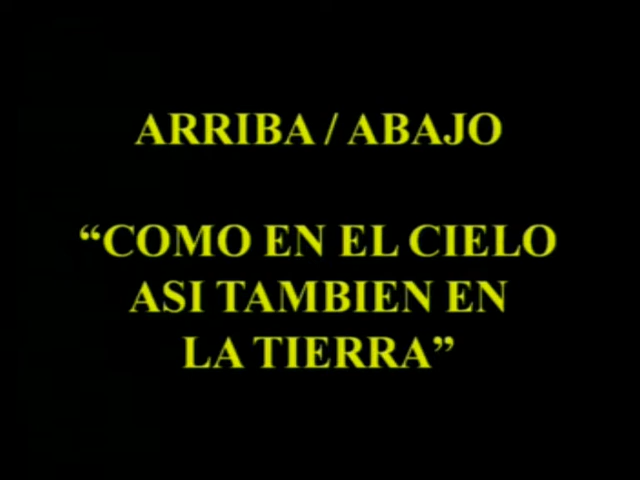 ARRIBA / ABAJO
“COMO EN EL CIELO
ASI TAMBIEN EN
LA TIERRA”